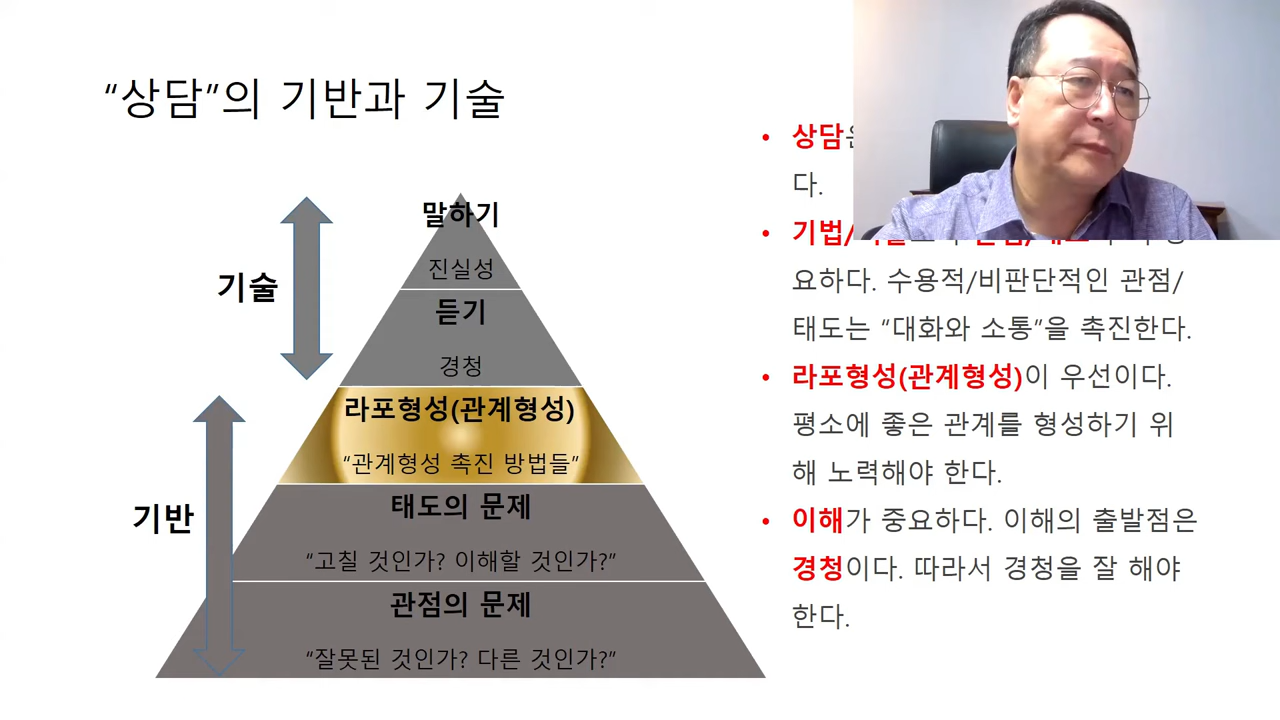 “상담”의 기반과 기술
말하기
진실성
기술
듣기
경청
라포형성(관계형성)
“관계형성 촉진 방법들”
기반
태도의 문제
“고칠 것인가? 이해할 것인가?”
관점의 문제
“잘못된 것인가? 다른 것인가?”
• 상담은
다.
• 기법/
요하다. 수용적/비판단적인 관점/
태도는 “대화와 소통”을 촉진한다.
• 라포형성(관계형성)이 우선이다.
평소에 좋은 관계를 형성하기 위
해 노력해야 한다.
• 이해가 중요하다. 이해의 출발점은
경청이다. 따라서 경청을 잘 해야
한다.